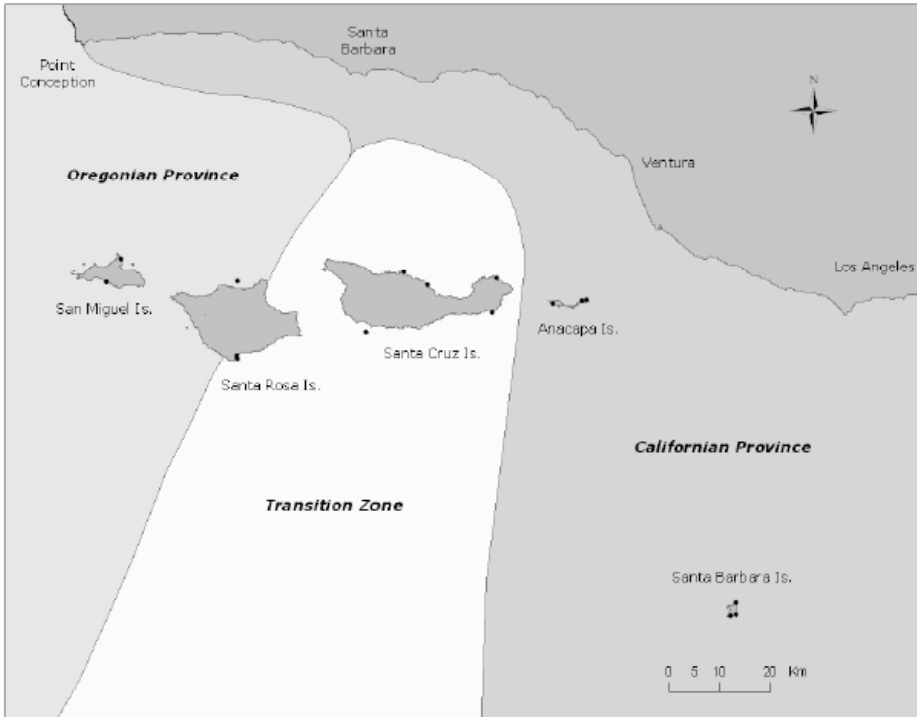 Santa
Barbara
Point
Conception
N
Ventura
Oregonian Province
Los Angeles
San Miguel Is.
Anacapa Is.
Santa Cruz Is.
Santa Rosa Is.
Californian Province
Transition Zone
Santa Barbara Is.
0 5 10 20 Km